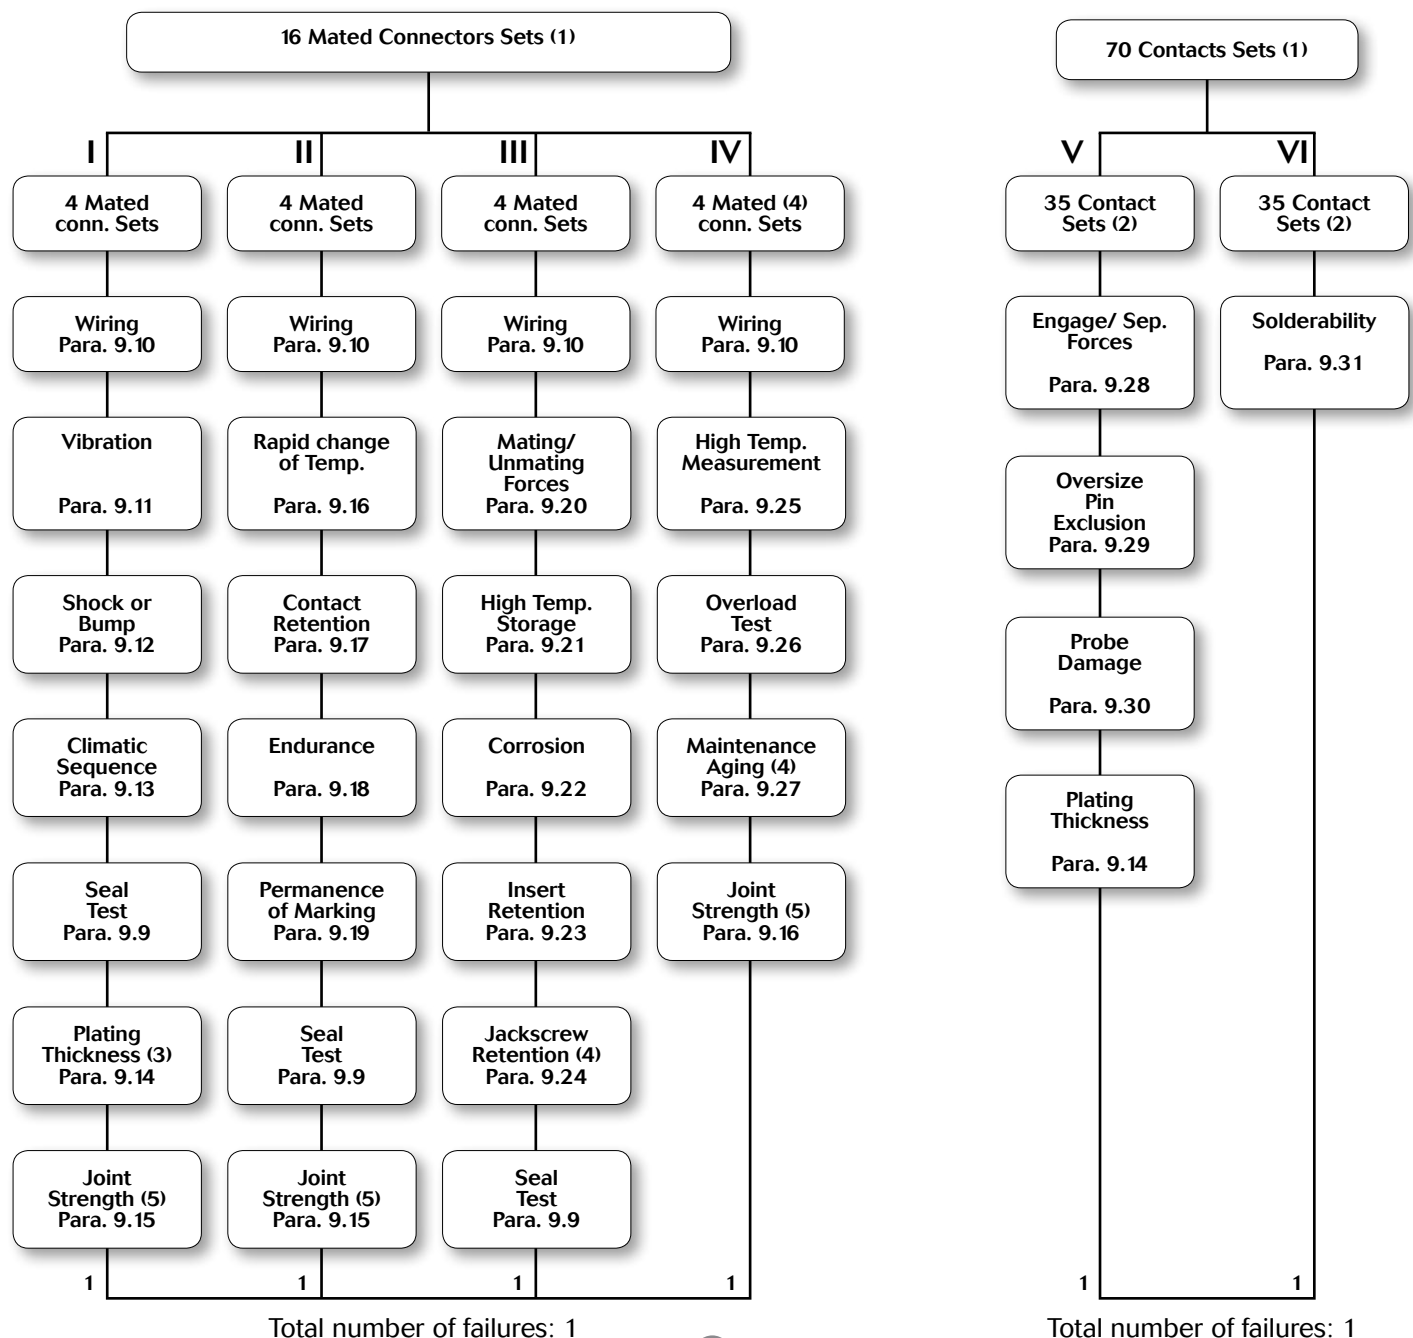 16 Mated Connectors Sets (1)
70 Contacts Sets (1)
I
II
III
IV
V
VI
4 Mated
conn. Sets
Wiring
Para. 9.10
Vibration
Para. 9.11
Shock or
Bump
Para. 9.12
Climatic
Sequence
Para. 9.13
Seal
Test
Para. 9.9
Plating
Thickness (3)
Para. 9.14
Joint
Strength (5)
Para. 9.15
1
4 Mated
conn. Sets
Wiring
Para. 9.10
Rapid change
of Temp.
Para. 9.16
Contact
Retention
Para. 9.17
Endurance
Para. 9.18
Permanence
of Marking
Para. 9.19
Seal
Test
Para. 9.9
Joint
Strength (5)
Para. 9.15
1
4 Mated
conn. Sets
Wiring
Para. 9.10
Mating/
Unmating
Forces
Para. 9.20
High Temp.
Storage
Para. 9.21
Corrosion
Para. 9.22
Insert
Retention
Para. 9.23
Jackscrew
Retention (4)
Para. 9.24
Seal
Test
Para. 9.9
1
4 Mated (4)
conn. Sets
Wiring
Para. 9.10
High Temp.
Measurement
Para. 9.25
Overload
Test
Para. 9.26
Maintenance
Aging (4)
Para. 9.27
Joint
Strength (5)
Para. 9.16
1
Total number of failures: 1
35 Contact
Sets (2)
Engage/ Sep.
Forces
Para. 9.28
Oversize
Pin
Exclusion
Para. 9.29
Probe
Damage
Para. 9.30
Plating
Thickness
Para. 9.14
1
35 Contact
Sets (2)
Solderability
Para. 9.31
1
Total number of failures: 1